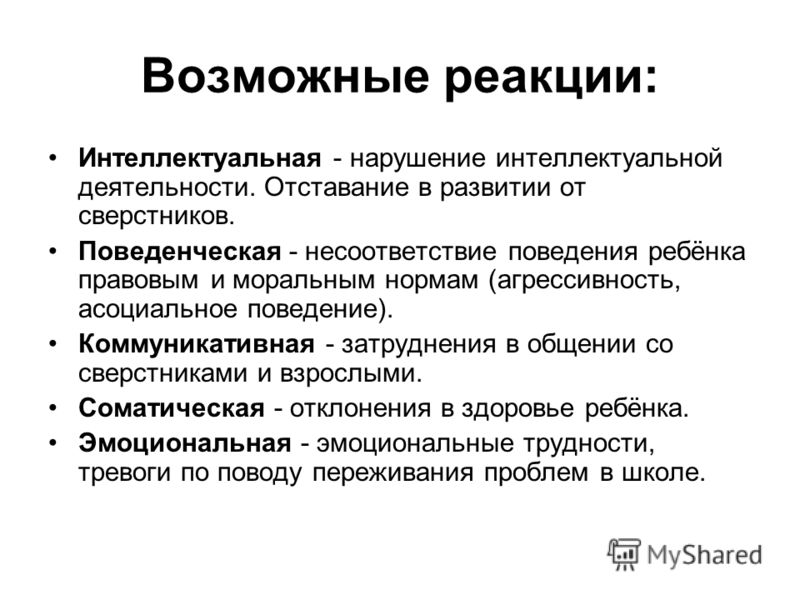 Возможные реакции:
• Интеллектуальная - нарушение интеллектуальной
деятельности. Отставание в развитии от
сверстников.
• Поведенческая - несоответствие поведения ребёнка
правовым и моральным нормам (агрессивность,
асоциальное поведение).
• Коммуникативная - затруднения в общении со
сверстниками и взрослыми.
• Соматическая - отклонения в здоровье ребёнка.
• Эмоциональная - эмоциональные трудности,
тревоги по поводу переживания проблем в школе.
MyShared